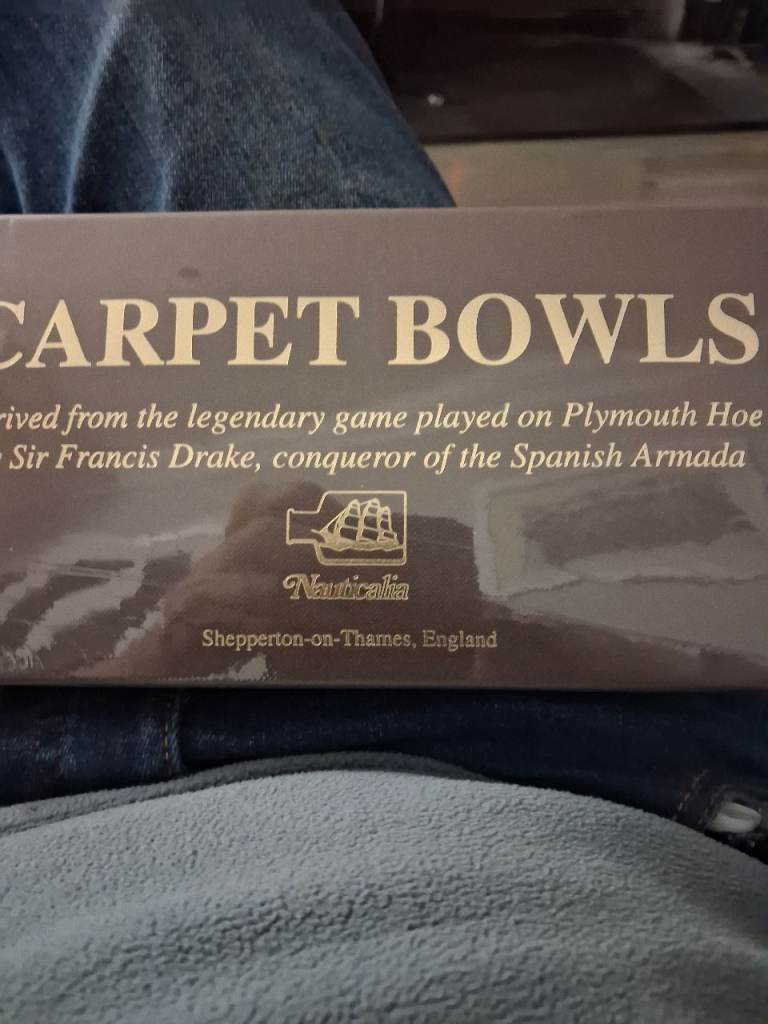 CARPET BOWLS
rived from the legendary game played on Plymouth Hoe
Sir Francis Drake, conqueror of the Spanish Armada
Nauticalia
Shepperton-on-Thames, England